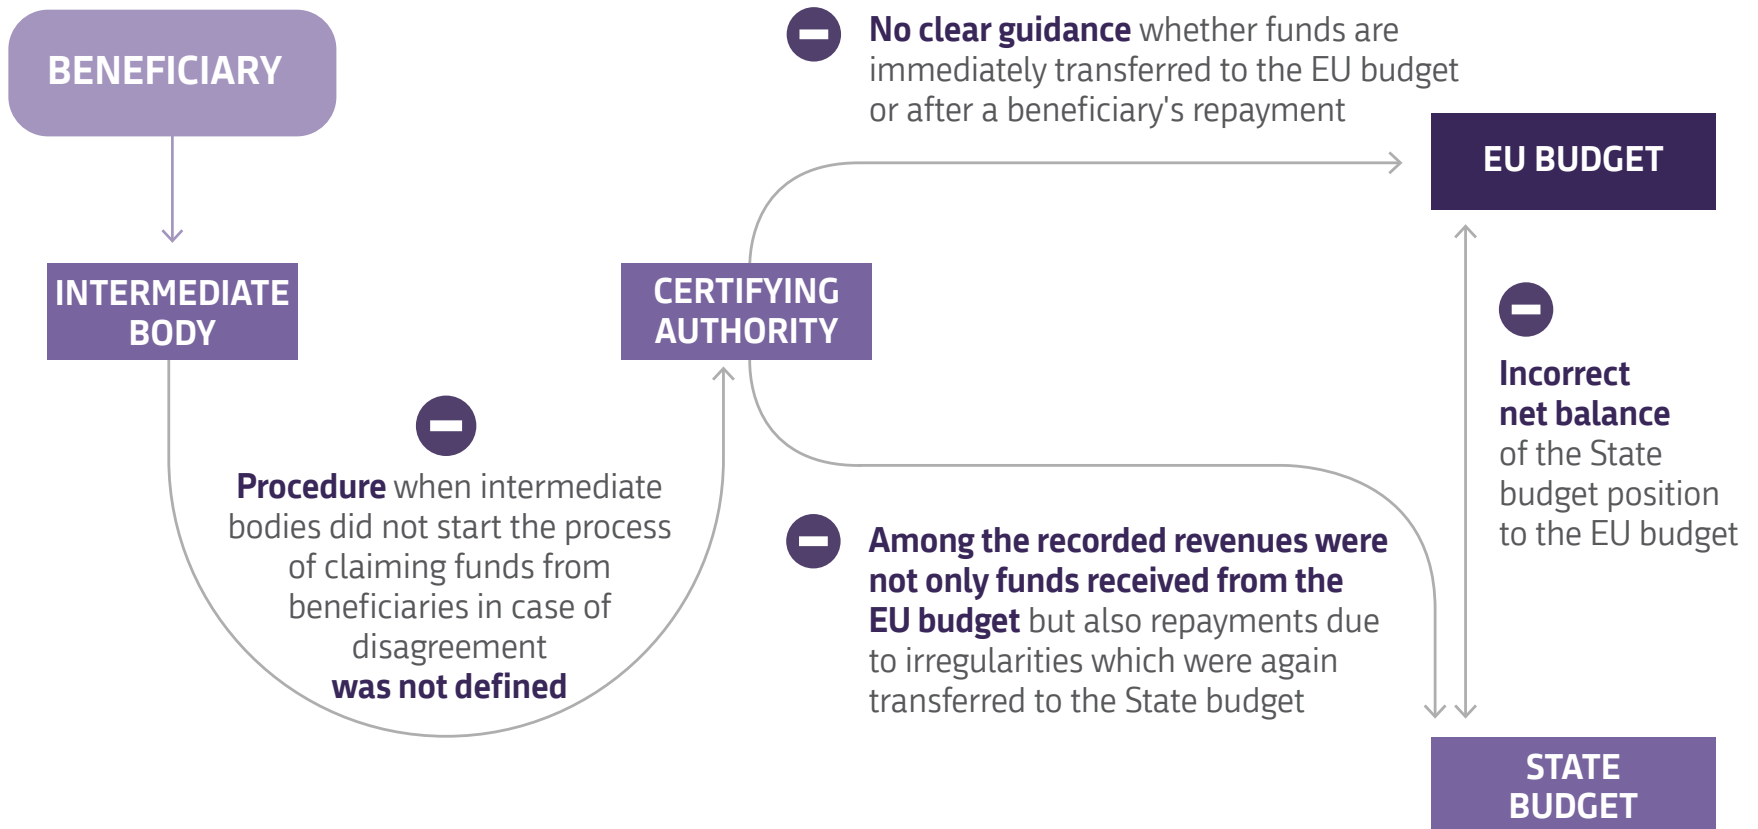 BENEFICIARY
No clear guidance whether funds are
immediately transferred to the EU budget
or after a beneficiary's repayment
EU BUDGET
INTERMEDIATE
BODY
CERTIFYING
AUTHORITY
Incorrect
net balance
of the State
budget position
to the EU budget
Procedure when intermediate
bodies did not start the process
of claiming funds from
beneficiaries in case of
disagreement
was not defined
Among the recorded revenues were
not only funds received from the
EU budget but also repayments due
to irregularities which were again
transferred to the State budget
STATE
BUDGET